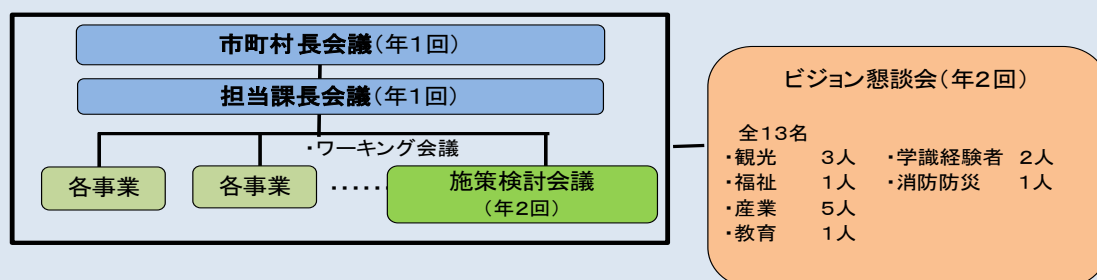 市町村長会議(年1回)
担当課長会議(年1回)
・ワーキング会議
各事業
各事業
……
施策検討会議
(年2回)
ビジョン懇談会(年2回)
全13名
・観光 3人 ・学識経験者 2人
・福祉 1人 ・消防防災 1人
・産業 5人
・教育 1人